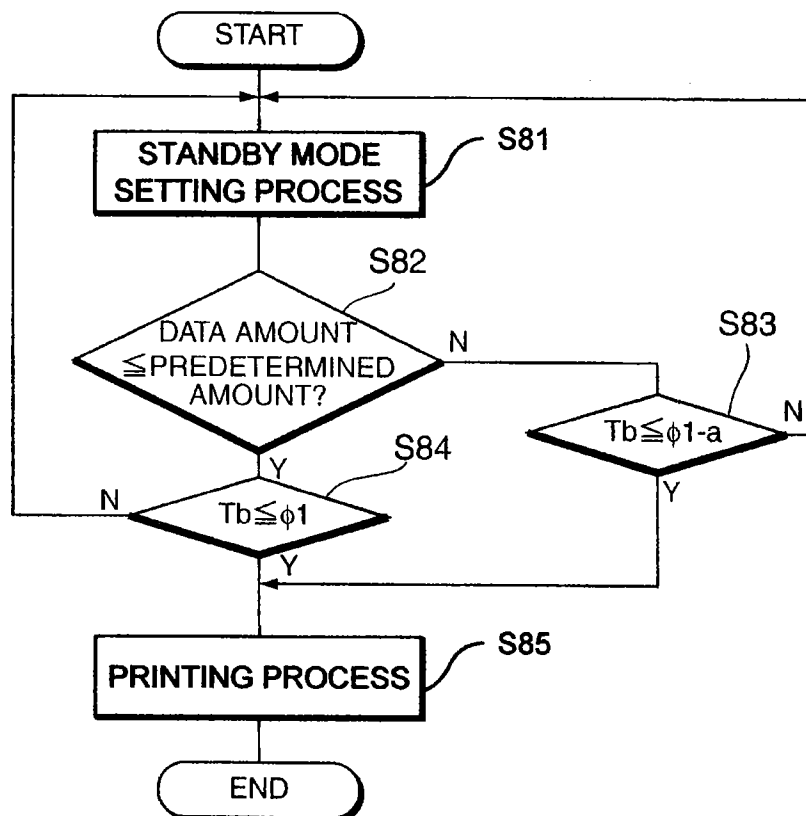 START
STANDBY MODE
SETTING PROCESS
S81
S82
DATA AMOUNT
≦PREDETERMINED
AMOUNT?
N
S83
Tb≦ϕ1-a
N
Y
Y
S84
N
Tb≦ϕ1
Y
PRINTING PROCESS
S85
END